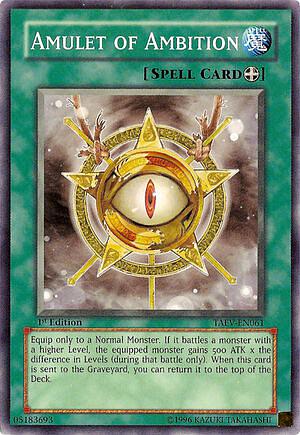 AMULET OF AMBITION 魔
[SPELL CARD]
1st Edition TAEV-EN061
Equip only to a Normal Monster. If it battles a monster
with a higher Level, the equipped monster gains 500 ATK x the
difference in Levels (during that battle only). When this card
is sent to the Graveyard, you can return it to the top of
the Deck.
05183693 ©1996 KAZUKI TAKAHASHI